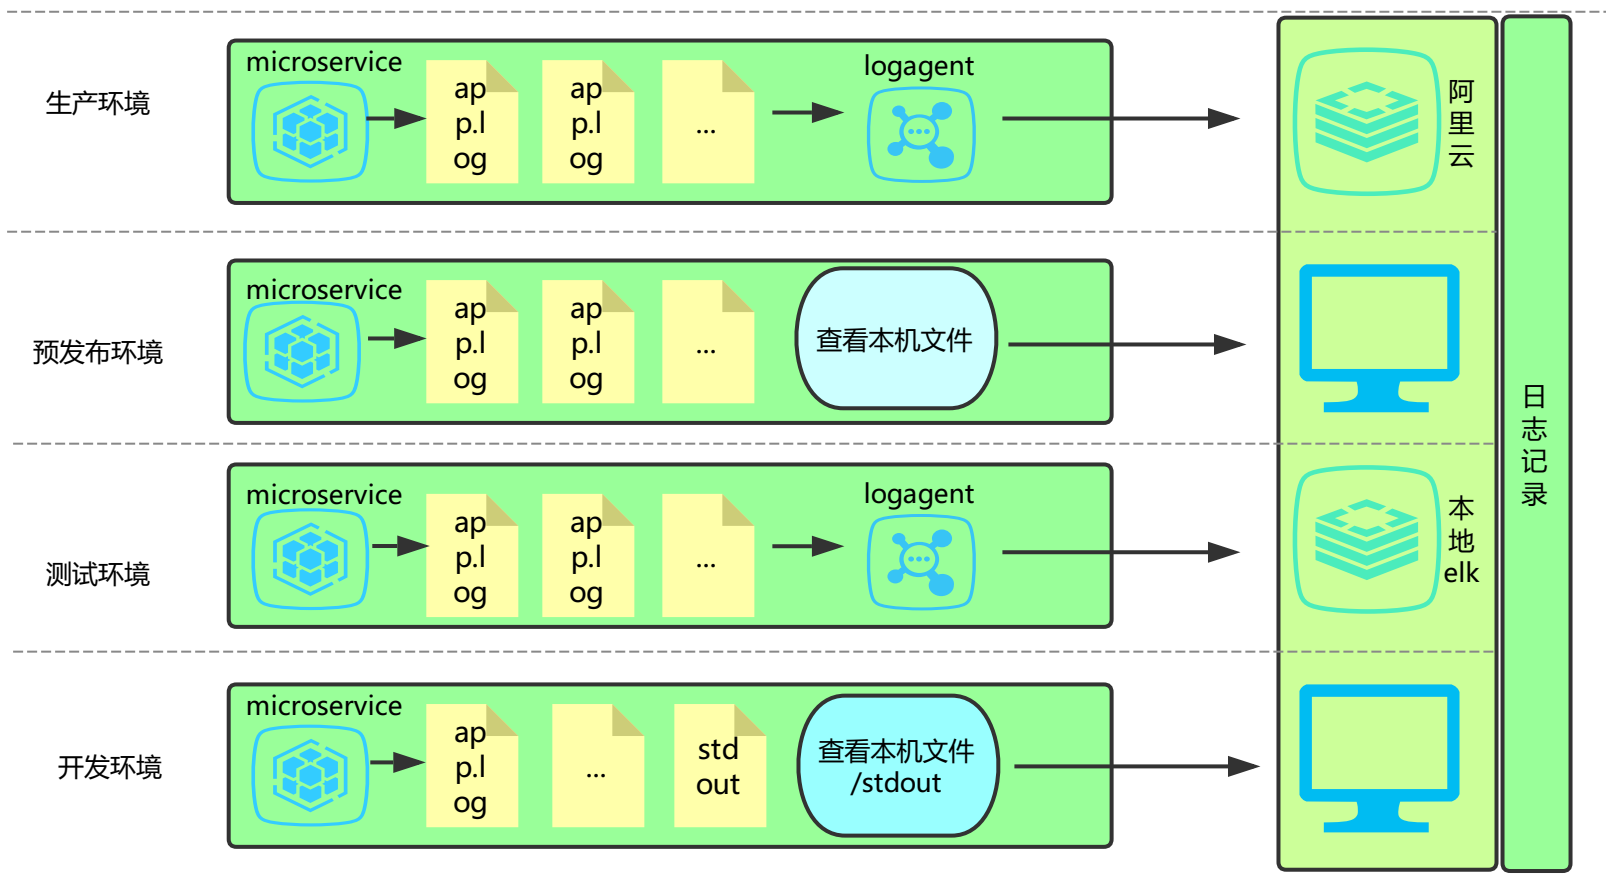 生产环境
microservice
ap
p.l
og
ap
p.l
og
...
logagent
阿
里
云
预发布环境
microservice
ap
p.l
og
ap
p.l
og
...
查看本机文件
测试环境
microservice
ap
p.l
og
ap
p.l
og
...
logagent
本
地
elk
开发环境
microservice
ap
p.l
og
...
std
out
查看本机文件
/stdout
日
志
记
录